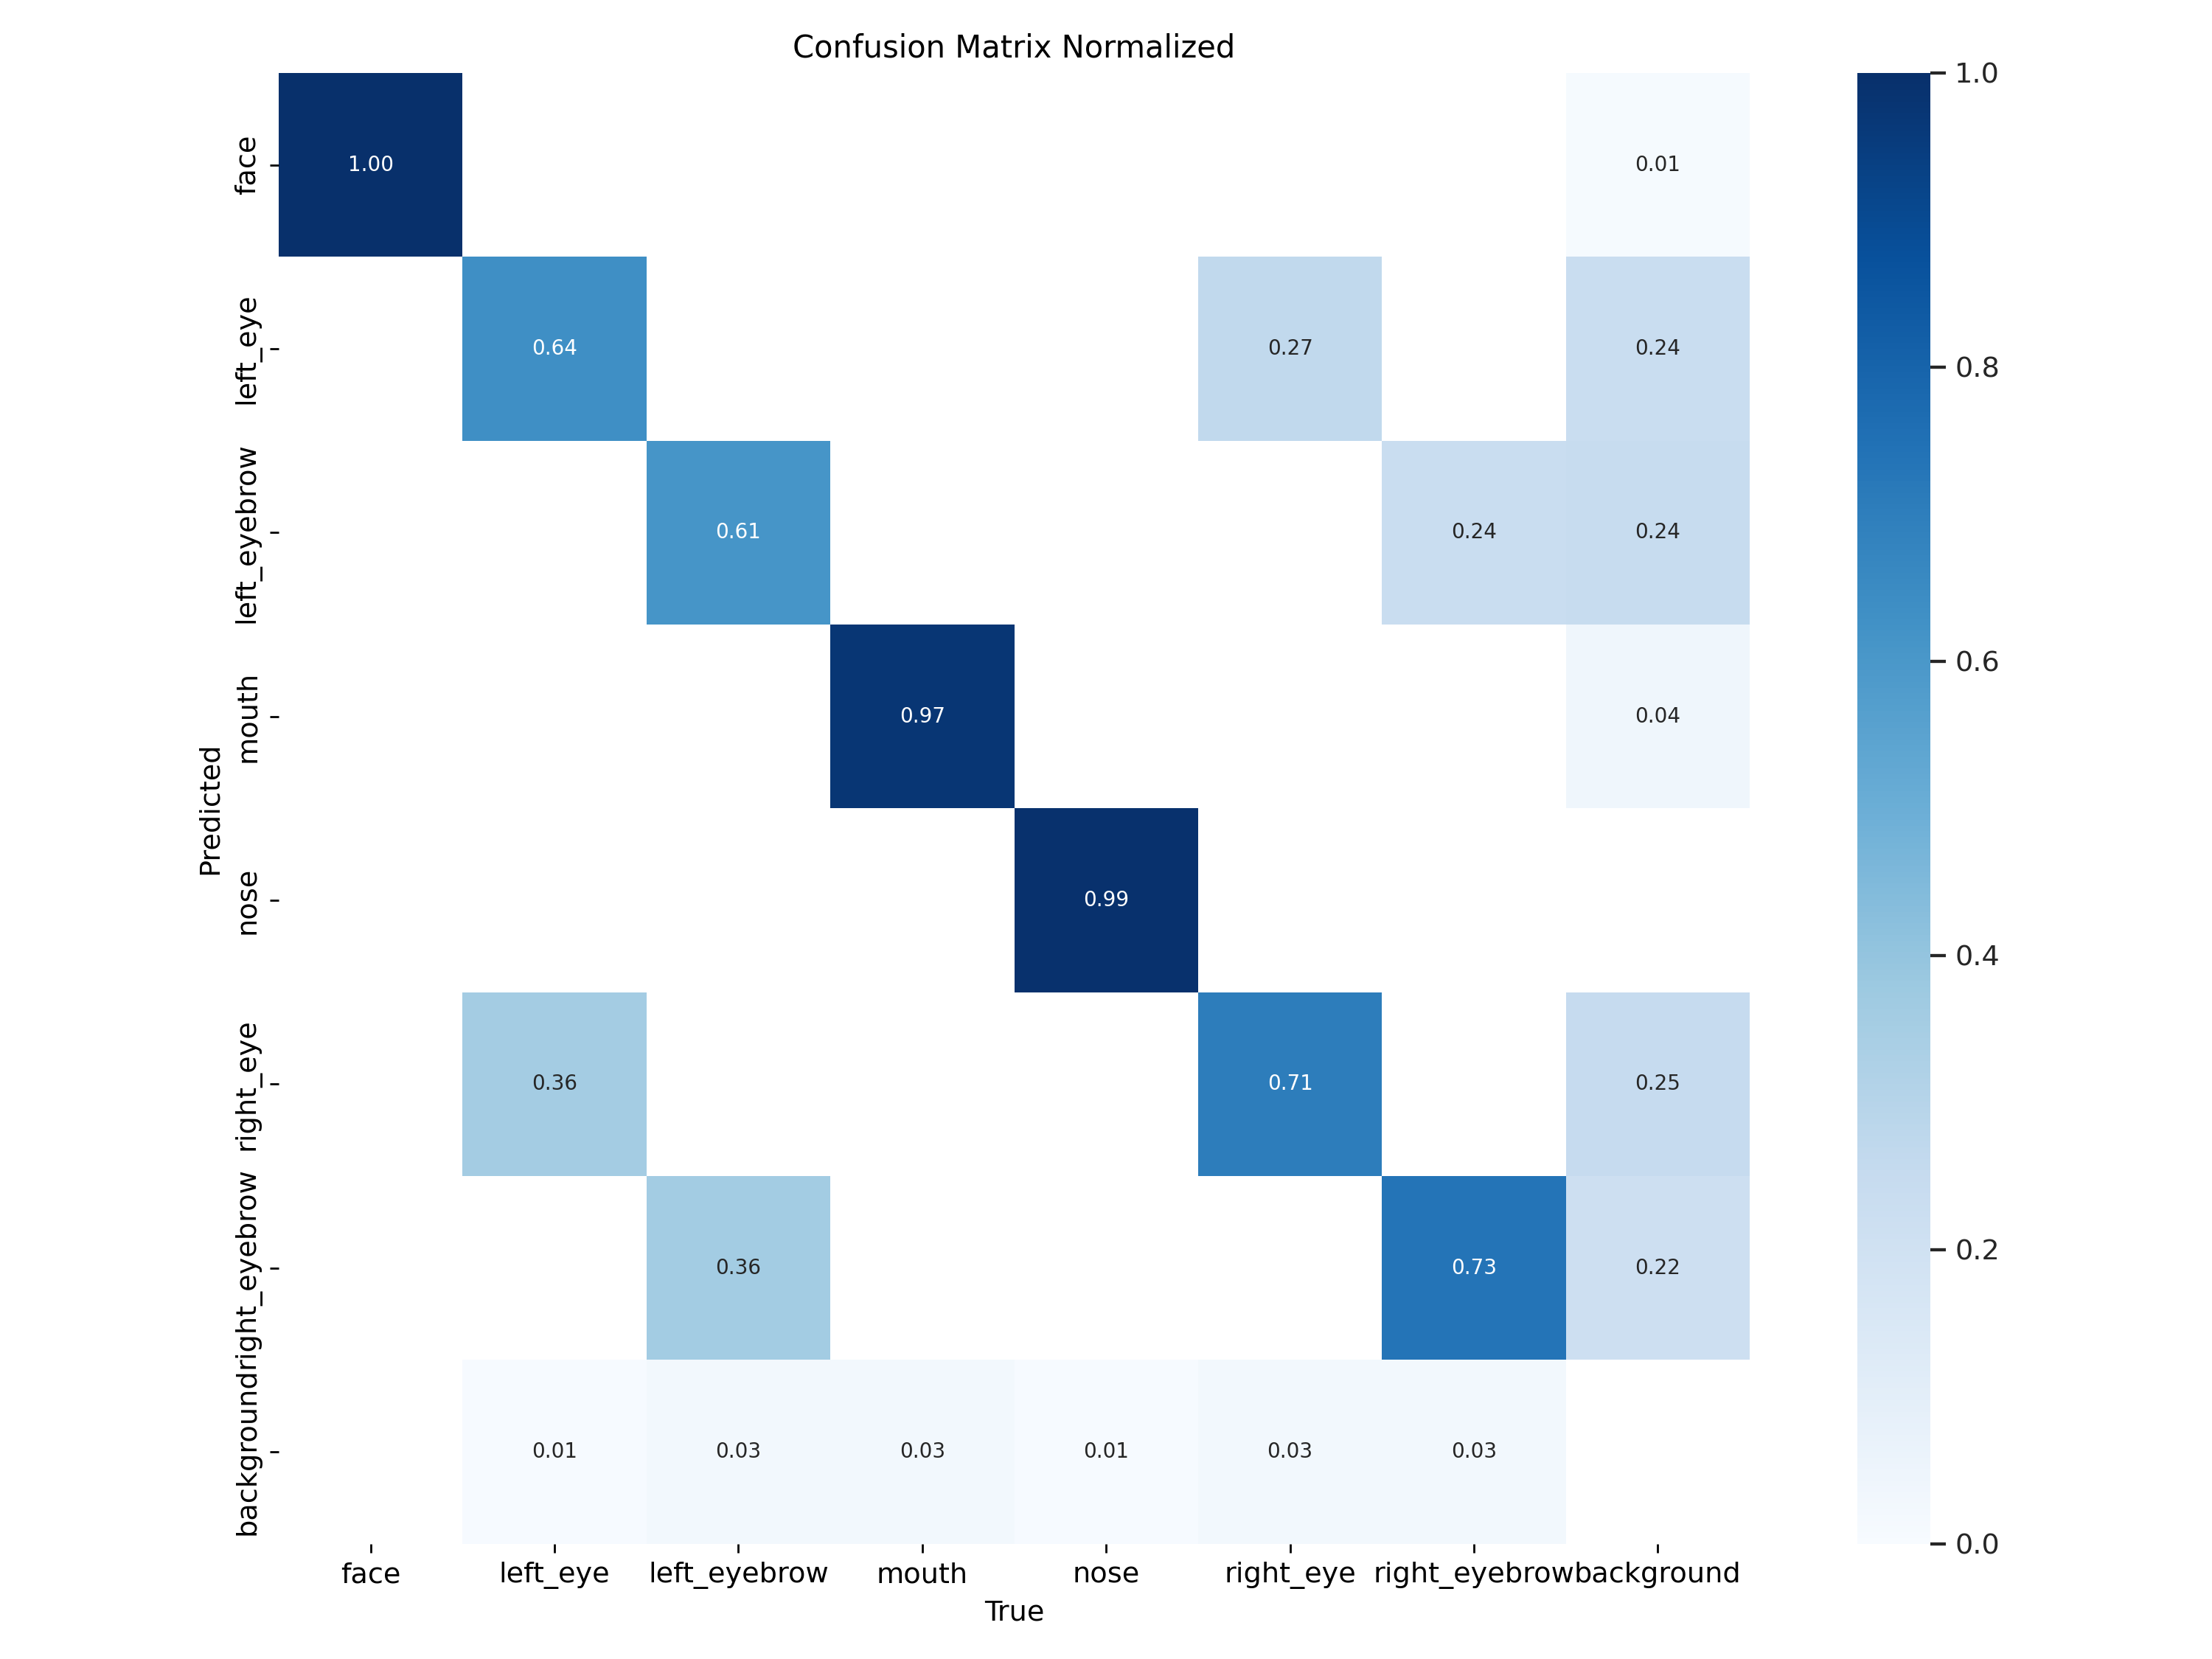 Confusion Matrix Normalized
1.0
face
1.00
0.01
left_eye
0.64
0.27
0.24
0.8
left_eyebrow
0.61
0.24
0.24
0.6
mouth
0.97
0.04
Predicted
nose
0.99
0.4
right_eye
0.36
0.71
0.25
right_eyebrow
0.36
0.73
0.22
0.2
background
0.01
0.03
0.03
0.01
0.03
0.03
0.0
face
left_eye
left_eyebrow
mouth
nose
right_eye
right_eyebrow
background
True